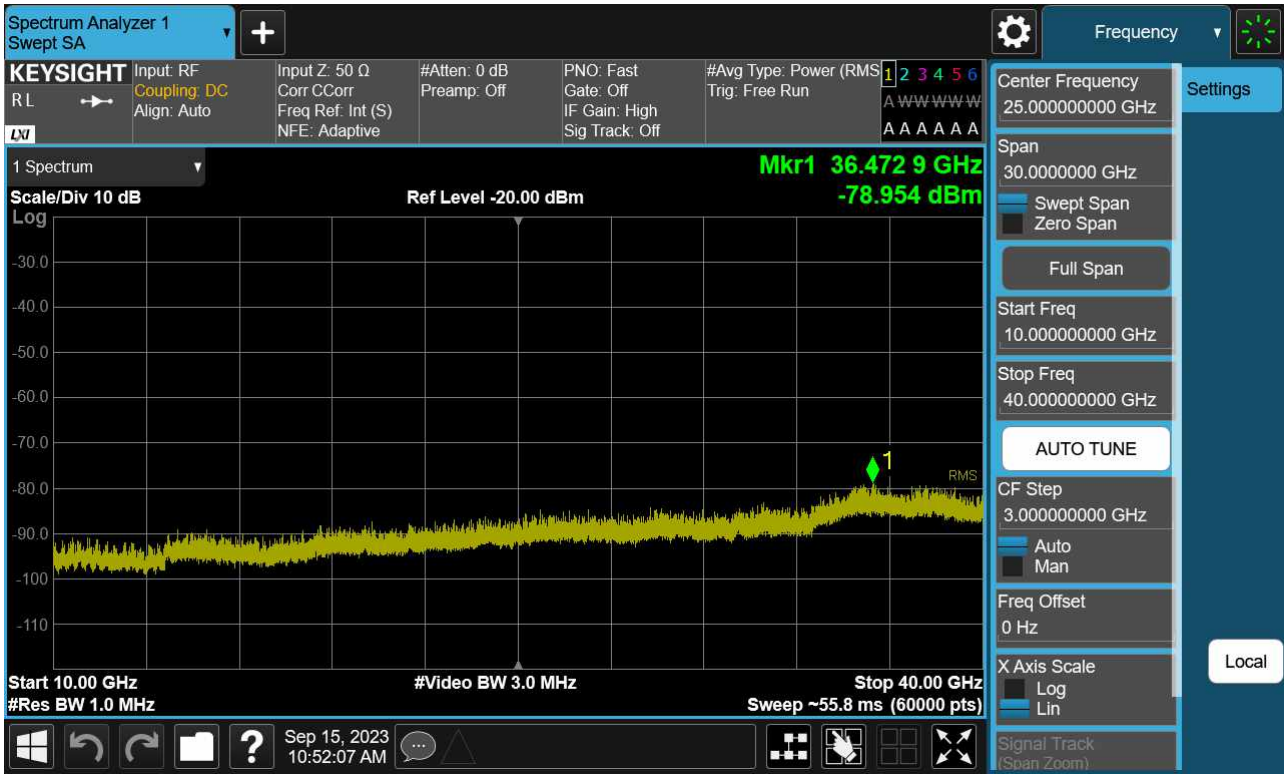 Spectrum Analyzer 1
Swept SA
+
Frequency
KEYSIGHT
R L
LXI
Input: RF
Coupling: DC
Align: Auto
Input Z: 50 Ω
Corr CCorr
Freq Ref: Int (S)
NFE: Adaptive
#Atten: 0 dB
Preamp: Off
PNO: Fast
Gate: Off
IF Gain: High
Sig Track: Off
#Avg Type: Power (RMS
Trig: Free Run
1 2 3 4 5 6
A W W W W W
A A A A A A
1 Spectrum
Scale/Div 10 dB
Log
Ref Level -20.00 dBm
Mkr1 36.472 9 GHz
-78.954 dBm
-30.0
-40.0
-50.0
-60.0
-70.0
-80.0
-90.0
-100
-110
1
RMS
Start 10.00 GHz
#Res BW 1.0 MHz
#Video BW 3.0 MHz
Stop 40.00 GHz
Sweep ~55.8 ms (60000 pts)
?
Sep 15, 2023
10:52:07 AM
Center Frequency
25.000000000 GHz
Span
30.0000000 GHz
Swept Span
Zero Span
Full Span
Start Freq
10.000000000 GHz
Stop Freq
40.000000000 GHz
AUTO TUNE
CF Step
3.000000000 GHz
Auto
Man
Freq Offset
0 Hz
X Axis Scale
Log
Lin
Signal Track
(Span Zoom)
Settings
Local